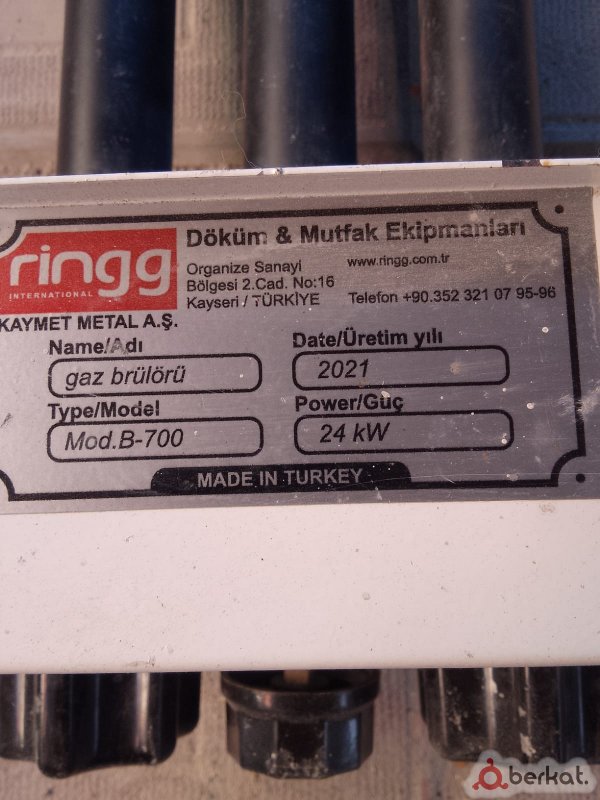 ringg
INTERNATIONAL
KAYMET METAL A.Ş.
Döküm & Mutfak Ekipmanları
Organize Sanayi
Bölgesi 2.Cad. No:16
Kayseri / TÜRKİYE
www.ringg.com.tr
Telefon +90.352 321 07 95-96
Name/Adı
gaz brülörü
Date/Üretim yılı
2021
Type/Model
Mod.B-700
Power/Güç
24 kW
MADE IN TURKEY
berkat.